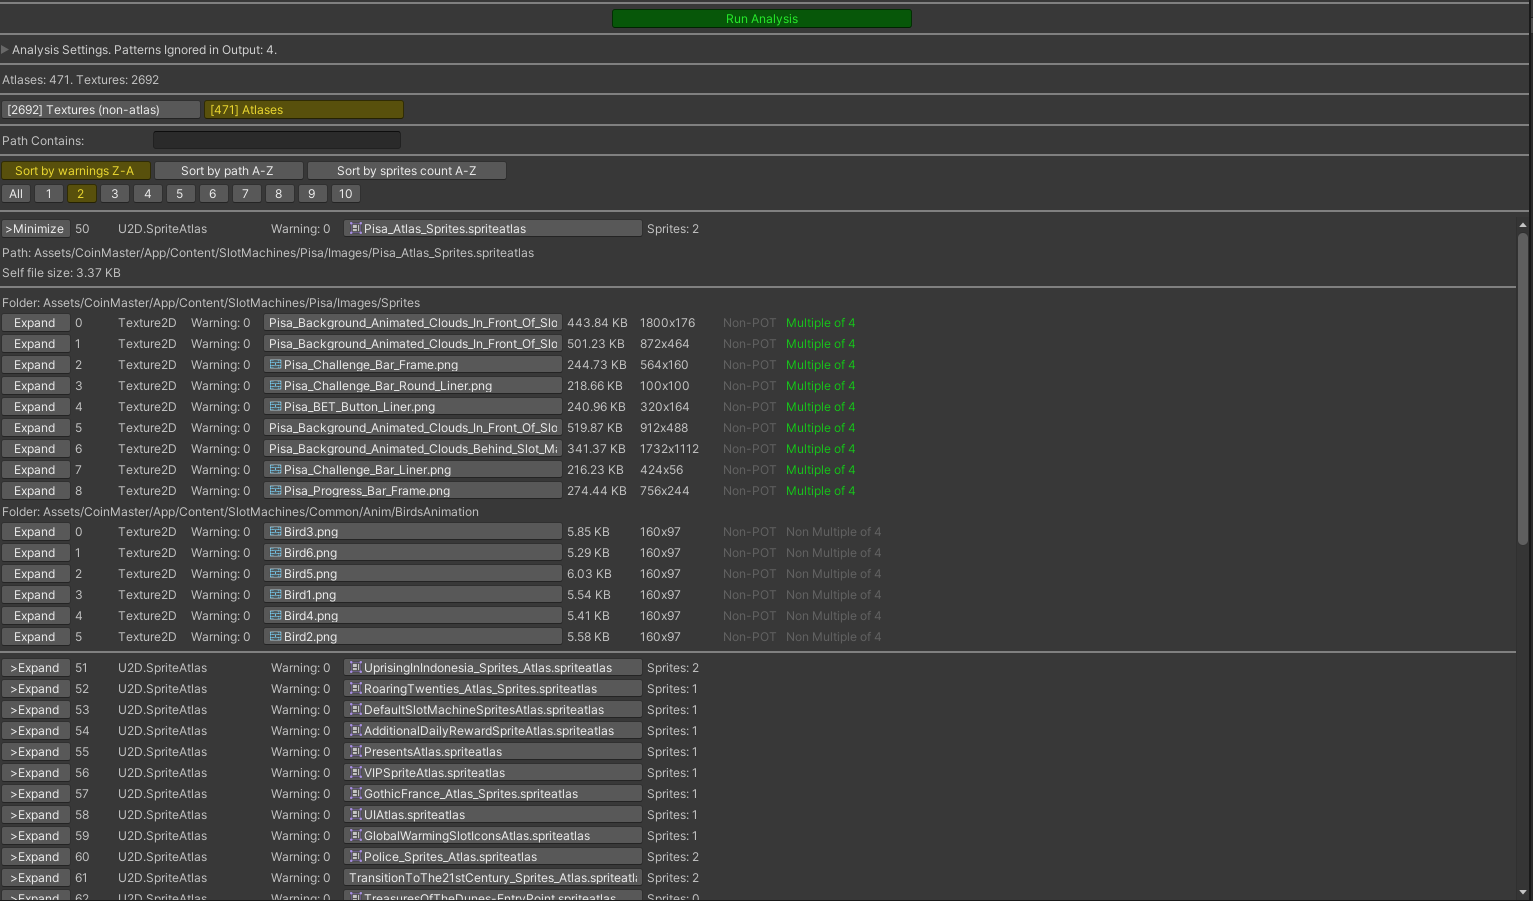 Run Analysis
Analysis Settings. Patterns Ignored in Output: 4.
Atlases: 471. Textures: 2692
[2692] Textures (non-atlas) [471] Atlases
Path Contains:
Sort by warnings Z-A Sort by path A-Z Sort by sprites count A-Z
All 1 2 3 4 5 6 7 8 9 10
>Minimize 50 U2D.SpriteAtlas Warning: 0 Pisa_Atlas_Sprites.spriteatlas Sprites: 2
Path: Assets/CoinMaster/App/Content/SlotMachines/Pisa/Images/Pisa_Atlas_Sprites.spriteatlas
Self file size: 3.37 KB
Folder: Assets/CoinMaster/App/Content/SlotMachines/Pisa/Images/Sprites
Expand 0 Texture2D Warning: 0 Pisa_Background_Animated_Clouds_In_Front_Of_Slo 443.84 KB 1800x176 Non-POT Multiple of 4
Expand 1 Texture2D Warning: 0 Pisa_Background_Animated_Clouds_In_Front_Of_Slo 501.23 KB 872x464 Non-POT Multiple of 4
Expand 2 Texture2D Warning: 0 Pisa_Challenge_Bar_Frame.png 244.73 KB 564x160 Non-POT Multiple of 4
Expand 3 Texture2D Warning: 0 Pisa_Challenge_Bar_Round_Liner.png 218.66 KB 100x100 Non-POT Multiple of 4
Expand 4 Texture2D Warning: 0 Pisa_BET_Button_Liner.png 240.96 KB 320x164 Non-POT Multiple of 4
Expand 5 Texture2D Warning: 0 Pisa_Background_Animated_Clouds_In_Front_Of_Slo 519.87 KB 912x488 Non-POT Multiple of 4
Expand 6 Texture2D Warning: 0 Pisa_Background_Animated_Clouds_Behind_Slot_Ma 341.37 KB 1732x1112 Non-POT Multiple of 4
Expand 7 Texture2D Warning: 0 Pisa_Challenge_Bar_Liner.png 216.23 KB 424x56 Non-POT Multiple of 4
Expand 8 Texture2D Warning: 0 Pisa_Progress_Bar_Frame.png 274.44 KB 756x244 Non-POT Multiple of 4
Folder: Assets/CoinMaster/App/Content/SlotMachines/Common/Anim/BirdsAnimation
Expand 0 Texture2D Warning: 0 Bird3.png 5.85 KB 160x97 Non-POT Non Multiple of 4
Expand 1 Texture2D Warning: 0 Bird6.png 5.29 KB 160x97 Non-POT Non Multiple of 4
Expand 2 Texture2D Warning: 0 Bird5.png 6.03 KB 160x97 Non-POT Non Multiple of 4
Expand 3 Texture2D Warning: 0 Bird1.png 5.54 KB 160x97 Non-POT Non Multiple of 4
Expand 4 Texture2D Warning: 0 Bird4.png 5.41 KB 160x97 Non-POT Non Multiple of 4
Expand 5 Texture2D Warning: 0 Bird2.png 5.58 KB 160x97 Non-POT Non Multiple of 4
>Expand 51 U2D.SpriteAtlas Warning: 0 UprisingInIndonesia_Sprites_Atlas.spriteatlas Sprites: 2
>Expand 52 U2D.SpriteAtlas Warning: 0 RoaringTwenties_Atlas_Sprites.spriteatlas Sprites: 1
>Expand 53 U2D.SpriteAtlas Warning: 0 DefaultSlotMachineSpritesAtlas.spriteatlas Sprites: 1
>Expand 54 U2D.SpriteAtlas Warning: 0 AdditionalDailyRewardSpriteAtlas.spriteatlas Sprites: 1
>Expand 55 U2D.SpriteAtlas Warning: 0 PresentsAtlas.spriteatlas Sprites: 1
>Expand 56 U2D.SpriteAtlas Warning: 0 VIPSpriteAtlas.spriteatlas Sprites: 1
>Expand 57 U2D.SpriteAtlas Warning: 0 GothicFrance_Atlas_Sprites.spriteatlas Sprites: 1
>Expand 58 U2D.SpriteAtlas Warning: 0 UIAtlas.spriteatlas Sprites: 1
>Expand 59 U2D.SpriteAtlas Warning: 0 GlobalWarmingSlotIconsAtlas.spriteatlas Sprites: 1
>Expand 60 U2D.SpriteAtlas Warning: 0 Police_Sprites_Atlas.spriteatlas Sprites: 2
>Expand 61 U2D.SpriteAtlas Warning: 0 TransitionToThe21stCentury_Sprites_Atlas.spriteatla Sprites: 2
>Expand 62 U2D.SpriteAtlas Warning: 0 TreasuresOfTheDunes-EntryPoint.spriteatlas Sprites: 0